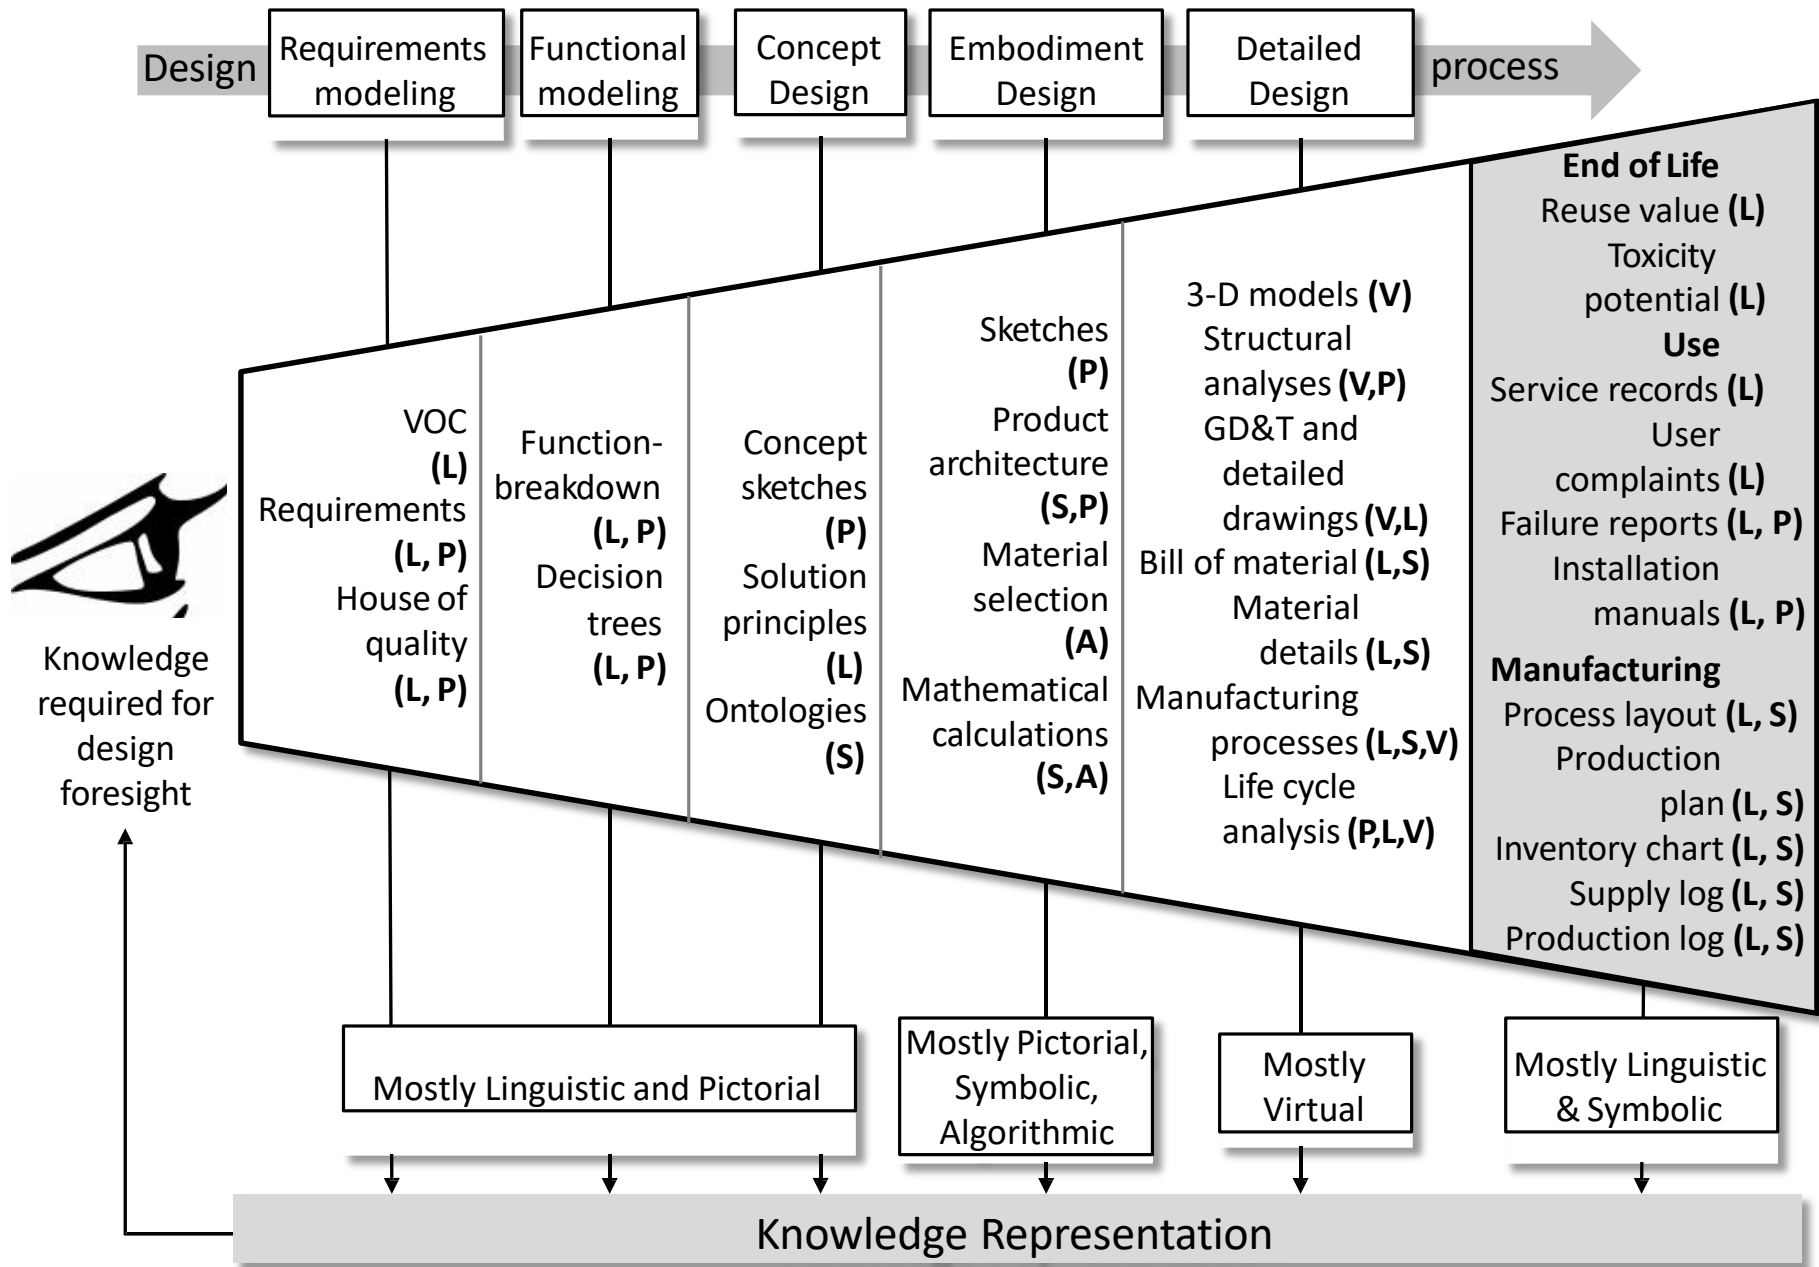 Design
Requirements
modeling
Functional
modeling
Concept
Design
Embodiment
Design
Detailed
Design
process
VOC
(L)
Requirements
(L, P)
House of
quality
(L, P)
Function-
breakdown
(L, P)
Decision
trees
(L, P)
Concept
sketches
(P)
Solution
principles
(L)
Ontologies
(S)
Sketches
(P)
Product
architecture
(S,P)
Material
selection
(A)
Mathematical
calculations
(S,A)
3-D models (V)
Structural
analyses (V,P)
GD&T and
detailed
drawings (V,L)
Bill of material (L,S)
Material
details (L,S)
Manufacturing
processes (L,S,V)
Life cycle
analysis (P,L,V)
End of Life
Reuse value (L)
Toxicity
potential (L)
Use
Service records (L)
User
complaints (L)
Failure reports (L, P)
Installation
manuals (L, P)
Manufacturing
Process layout (L, S)
Production
plan (L, S)
Inventory chart (L, S)
Supply log (L, S)
Production log (L, S)
Knowledge
required for
design
foresight
Mostly Linguistic and Pictorial
Mostly Pictorial,
Symbolic,
Algorithmic
Mostly
Virtual
Mostly Linguistic
& Symbolic
Knowledge Representation